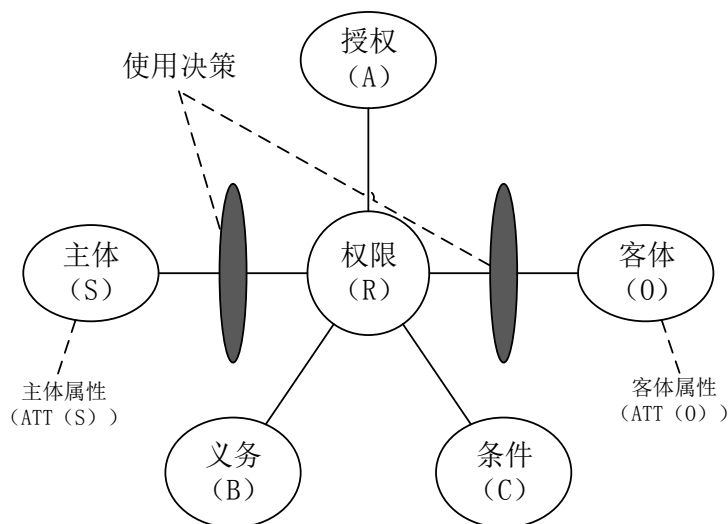 授权
（A）
使用决策
主体
（S）
权限
（R）
客体
（O）
主体属性
（ATT（S））
客体属性
（ATT（O））
义务
（B）
条件
（C）